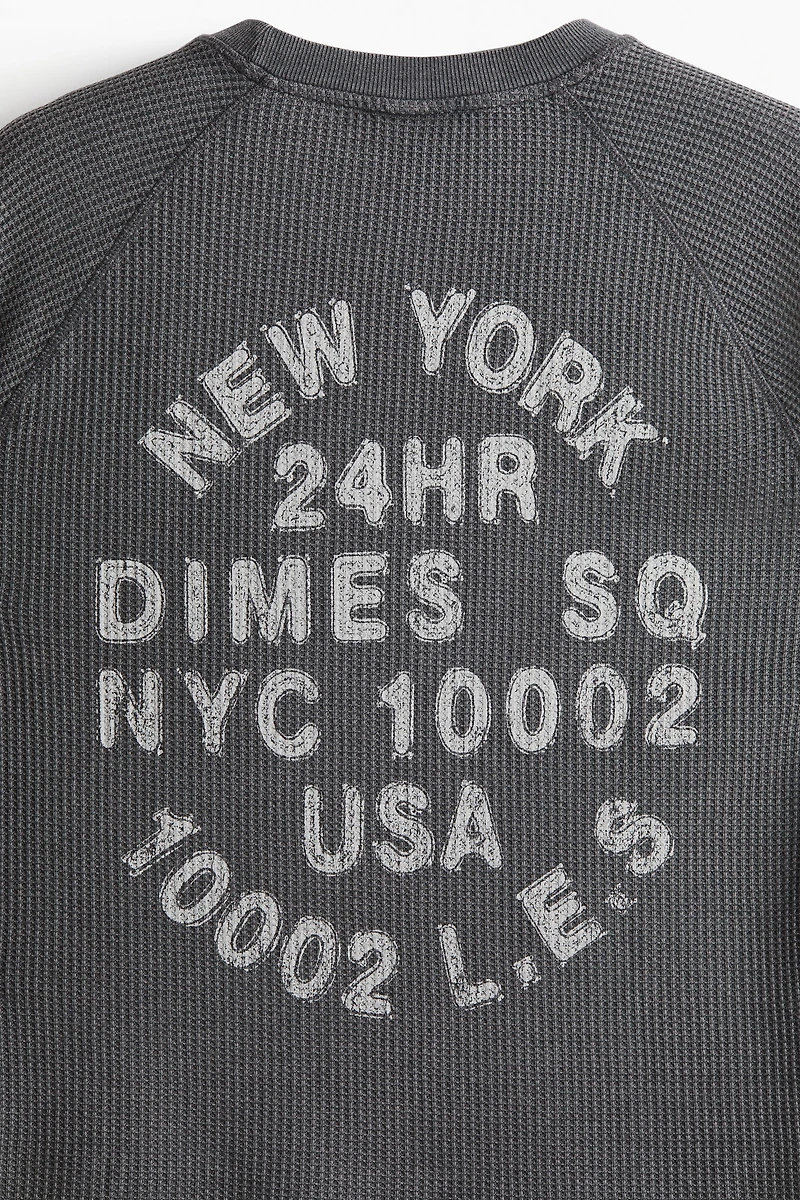 NEW YORK
24HR
DIMES SQ
NYC 10002
USA
10002 L.E.S